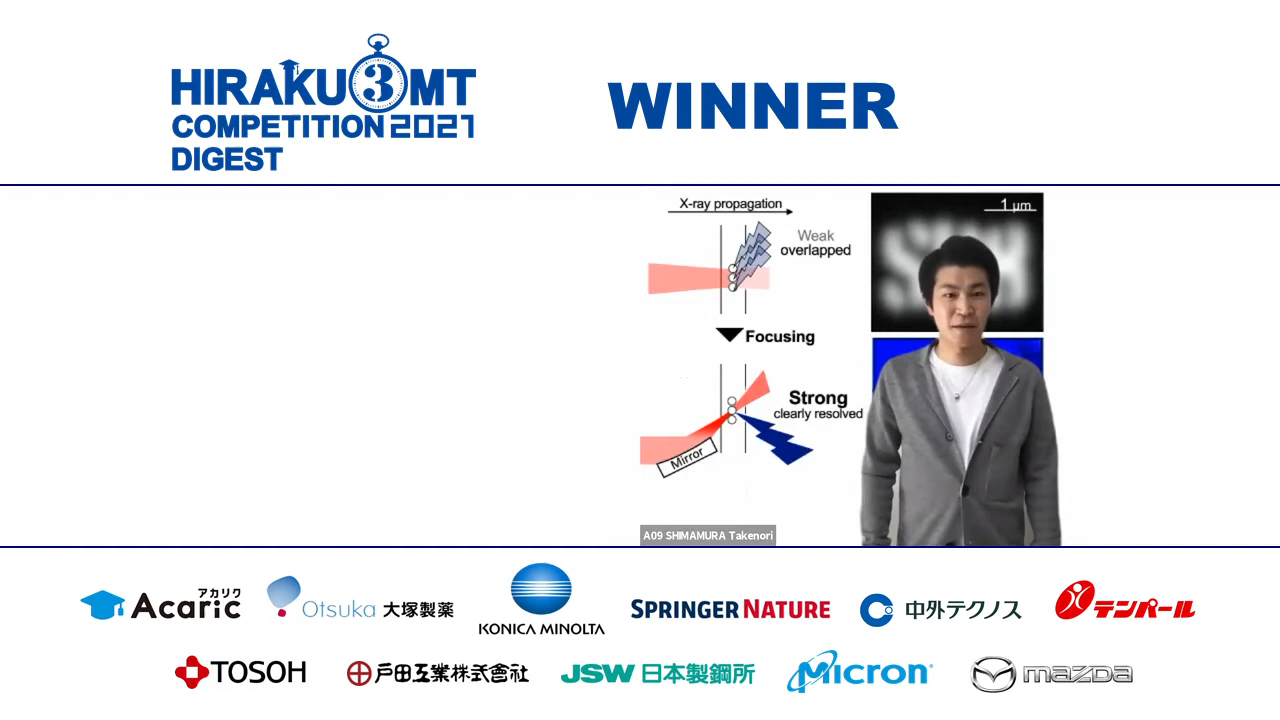 HIRAKU 3MT
COMPETITION 2021
DIGEST
WINNER
X-ray propagation
Weak
overlapped
Focusing
Strong
clearly resolved
Mirror
1 µm
A09 SHIMAMURA Takenori
アカリク
Acaric
Otsuka 大塚製薬
KONICA MINOLTA
SPRINGER NATURE
中外テクノス
テンパール
TOSOH
戸田工業株式會社
JSW 日本製鋼所
Micron
mazda